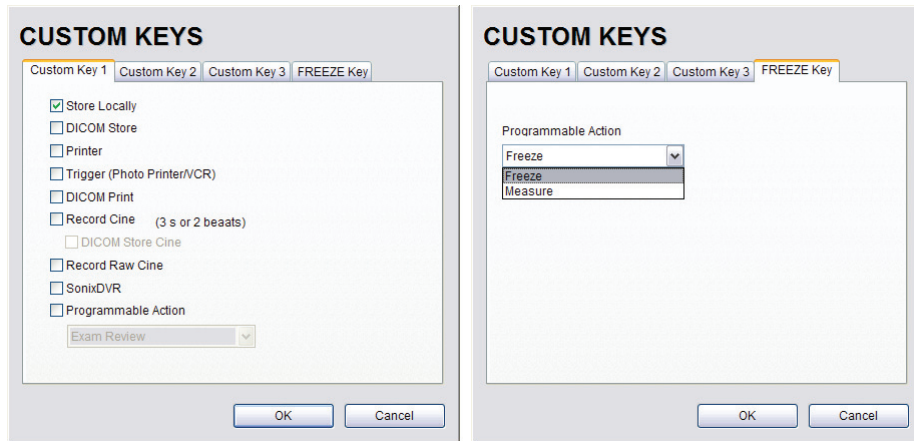 CUSTOM KEYS
Custom Key 1 Custom Key 2 Custom Key 3 FREEZE Key
Store Locally
DICOM Store
Printer
Trigger (Photo Printer/VCR)
DICOM Print
Record Cine (3 s or 2 beaats)
DICOM Store Cine
Record Raw Cine
SonixDVR
Programmable Action
Exam Review
OK Cancel
CUSTOM KEYS
Custom Key 1 Custom Key 2 Custom Key 3 FREEZE Key
Programmable Action
Freeze
Freeze
Measure
OK Cancel